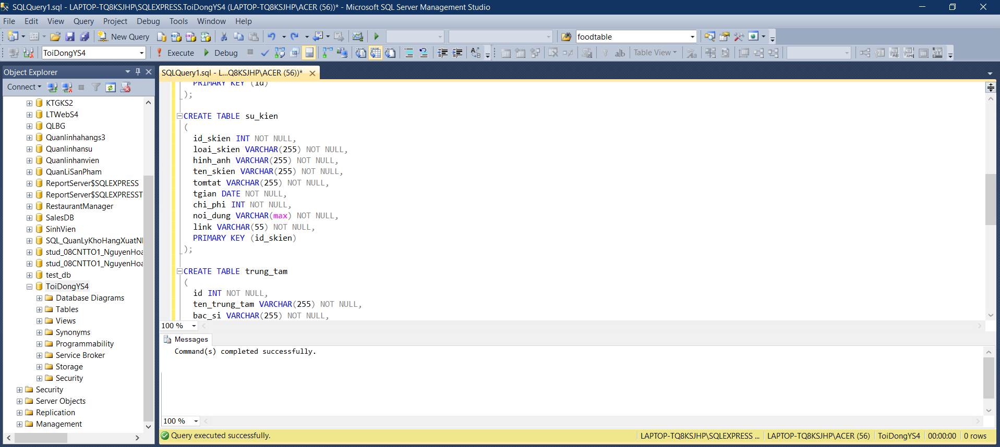 SQLQuery1.sql - LAPTOP-TQ8KSJHP\SQLEXPRESS.ToiDongYS4 (LAPTOP-TQ8KSJHP\ACER (56))* - Microsoft SQL Server Management Studio
File Edit View Query Project Debug Tools Window Help
New Query foodtable
ToiDongYS4 Execute Debug Table View
Object Explorer
Connect
KTGKS2
LTWebS4
QLBG
Quanlinhahangs3
Quanlinhansu
Quanlinhanvien
QuanLiSanPham
ReportServer$SQLEXPRESS
ReportServer$SQLEXPRESST
RestaurantManager
SalesDB
SinhVien
SQL_QuanLyKhoHangXuatN
stud_08CNTTO1_NguyenHoa
stud_08CNTTO1_NguyenHoa
test_db
ToiDongYS4
Database Diagrams
Tables
Views
Synonyms
Programmability
Service Broker
Storage
Security
Security
Server Objects
Replication
Management
SQLQuery1.sql - L...Q8KSJHP\ACER (56))*
PRIMARY KEY (id)
);
CREATE TABLE su_kien
(
id_skien INT NOT NULL,
loai_skien VARCHAR(255) NOT NULL,
hinh_anh VARCHAR(255) NOT NULL,
ten_skien VARCHAR(255) NOT NULL,
tomtat VARCHAR(255) NOT NULL,
tgian DATE NOT NULL,
chi_phi INT NOT NULL,
noi_dung VARCHAR(max) NOT NULL,
link VARCHAR(55) NOT NULL,
PRIMARY KEY (id_skien)
);
CREATE TABLE trung_tam
(
id INT NOT NULL,
ten_trung_tam VARCHAR(255) NOT NULL,
bac_si VARCHAR(255) NOT NULL,
100 %
Messages
Command(s) completed successfully.
100 %
Query executed successfully. LAPTOP-TQ8KSJHP\SQLEXPRESS ... LAPTOP-TQ8KSJHP\ACER (56) ToiDongYS4 00:00:00 0 rows